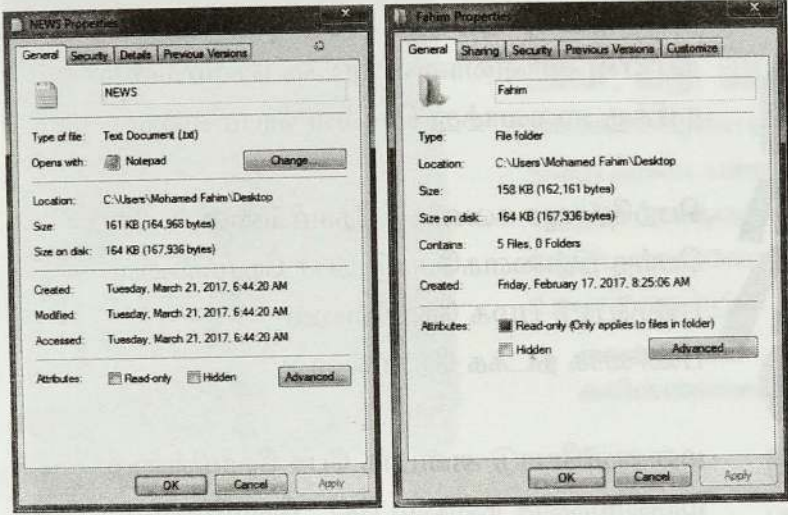 NEWS Properties
General Security Details Previous Versions
NEWS
Type of file: Text Document (.txt)
Opens with: Notepad Change...
Location: C:\Users\Mohamed Fahim\Desktop
Size: 161 KB (164,968 bytes)
Size on disk: 164 KB (167,936 bytes)
Created: Tuesday, March 21, 2017, 6:44:20 AM
Modified: Tuesday, March 21, 2017, 6:44:20 AM
Accessed: Tuesday, March 21, 2017, 6:44:20 AM
Attributes: Read-only Hidden Advanced...
OK Cancel Apply
Fahim Properties
General Sharing Security Previous Versions Customize
Fahim
Type: File folder
Location: C:\Users\Mohamed Fahim\Desktop
Size: 158 KB (162,161 bytes)
Size on disk: 164 KB (167,936 bytes)
Contains: 5 Files, 0 Folders
Created: Friday, February 17, 2017, 8:25:06 AM
Attributes: Read-only (Only applies to files in folder)
Hidden Advanced...
OK Cancel Apply